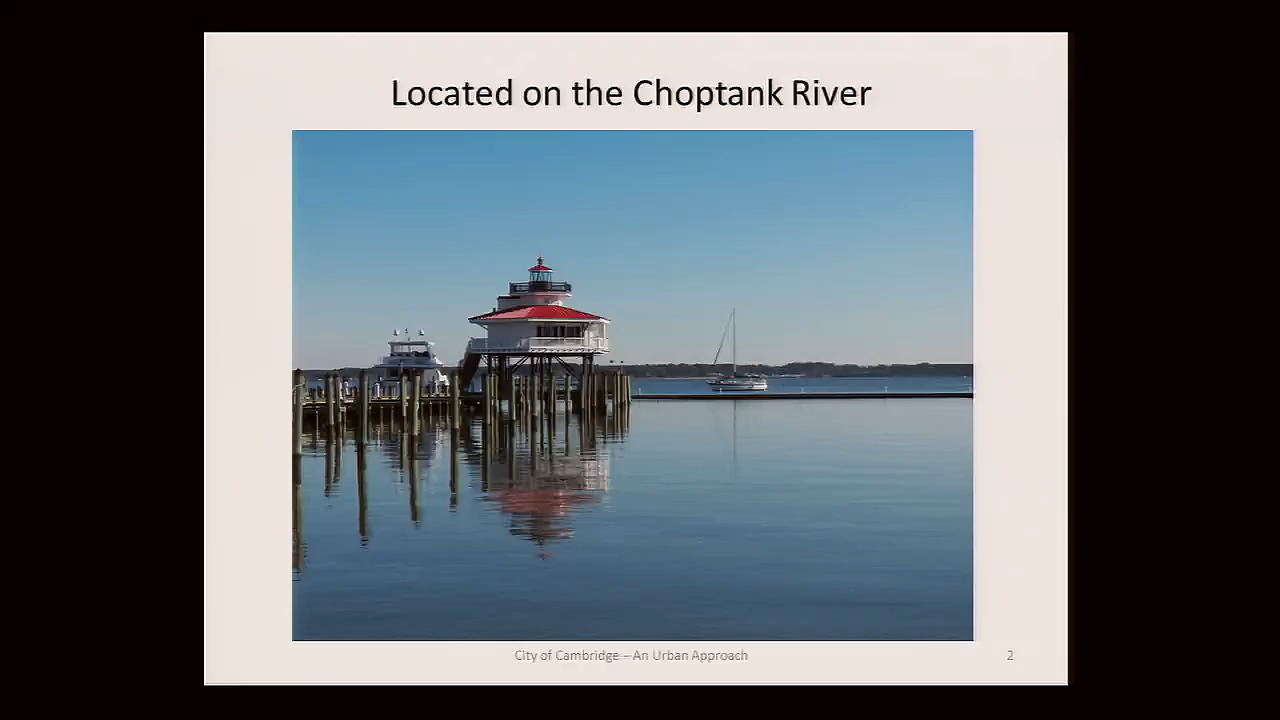 Located on the Choptank River
City of Cambridge – An Urban Approach
2